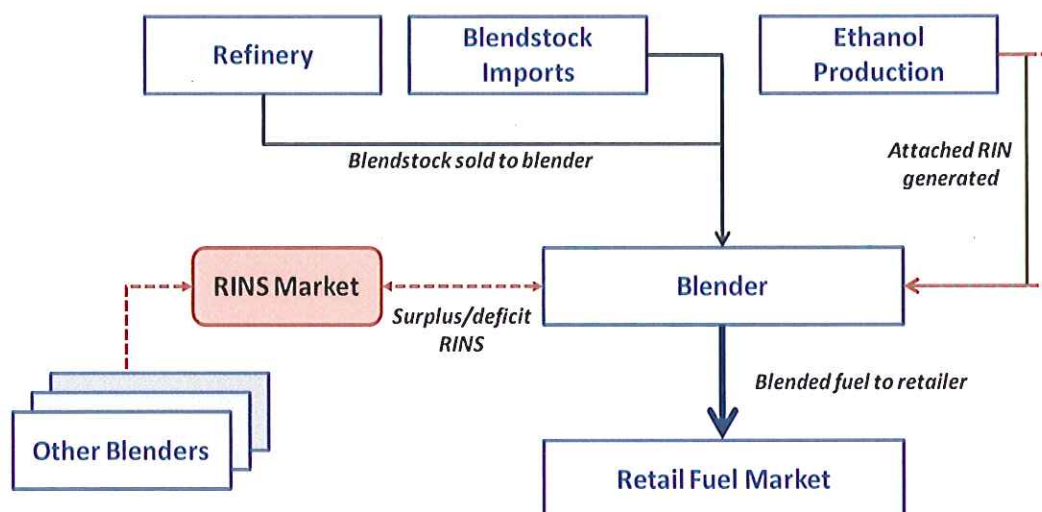 Refinery
Blendstock
Imports
Ethanol
Production
Blendstock sold to blender
Attached RIN
generated
RINS Market
Surplus/deficit
RINS
Blender
Blended fuel to retailer
Other Blenders
Retail Fuel Market